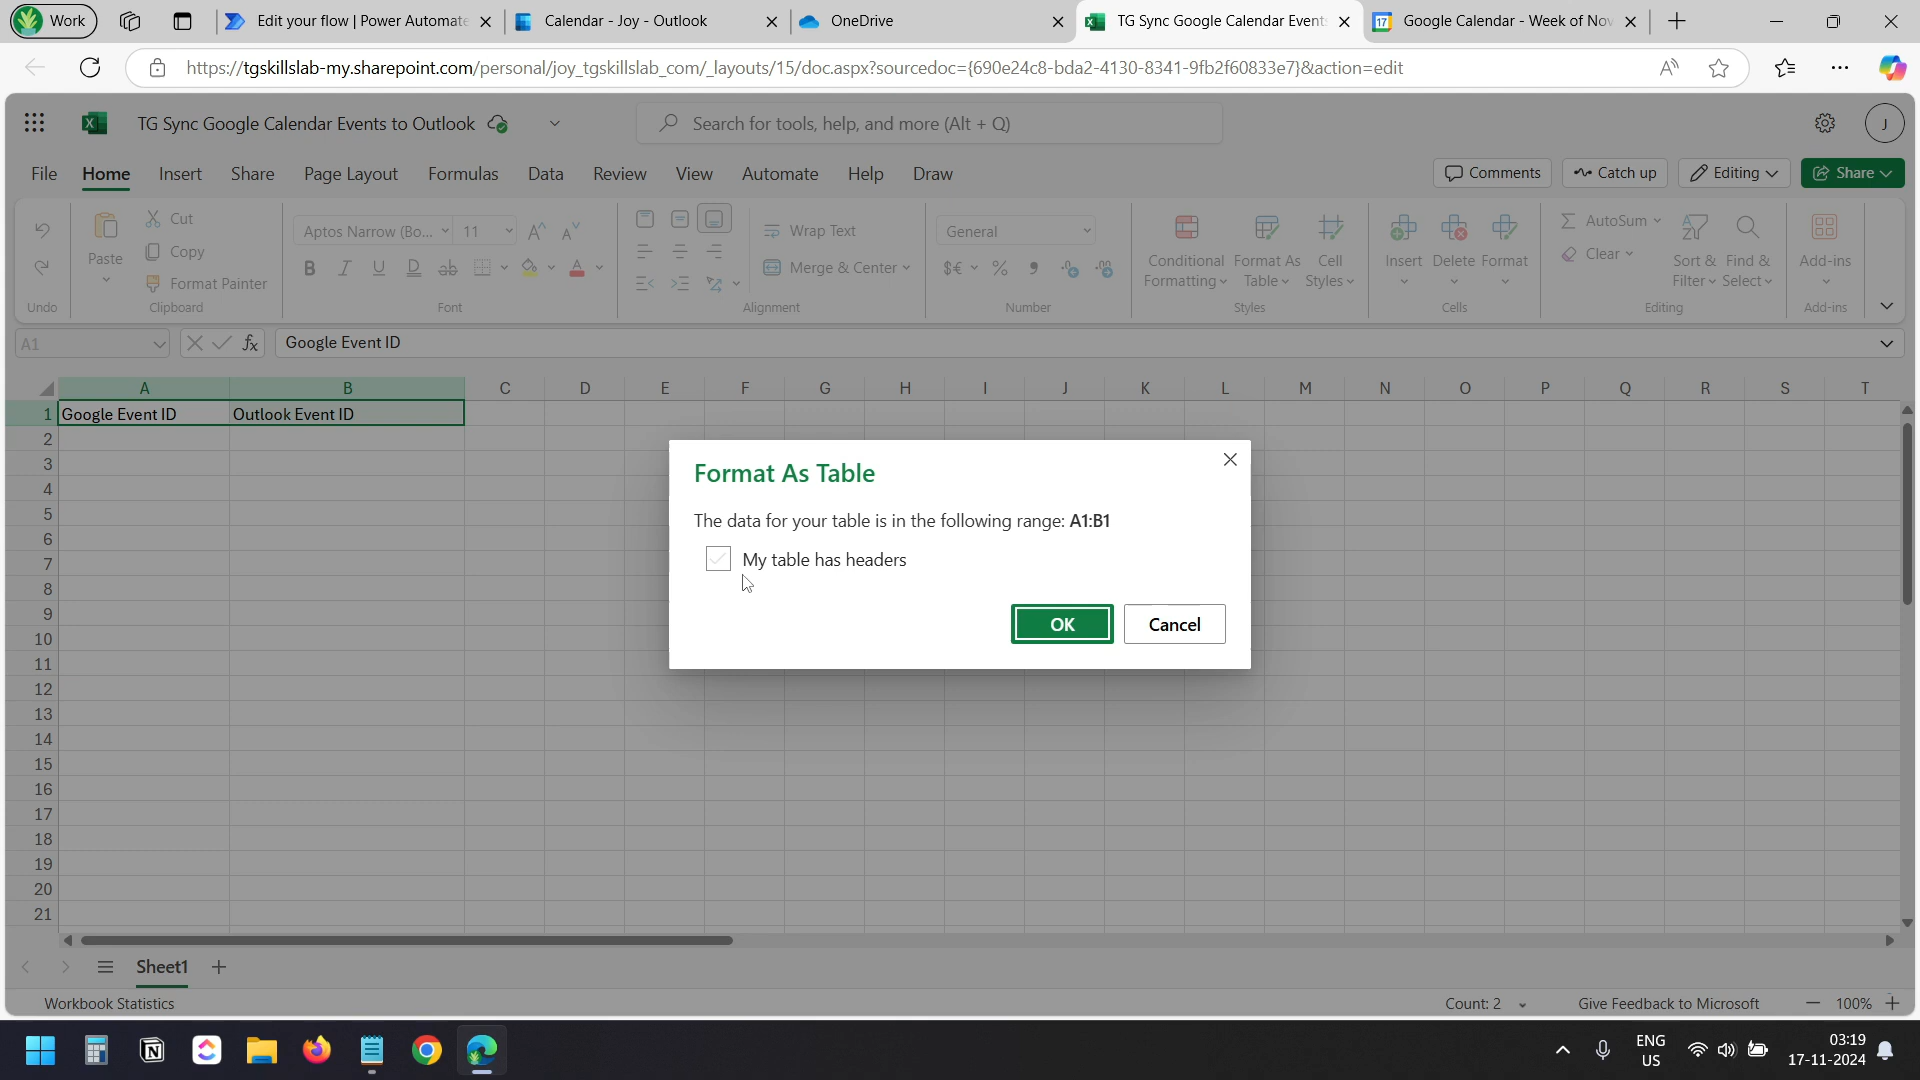 Work
Edit your flow | Power Automate
Calendar - Joy - Outlook
OneDrive
TG Sync Google Calendar Event
17
Google Calendar - Week of Nov
https://tgskillslab-my.sharepoint.com/personal/joy_tgskillslab_com/_layouts/15/doc.aspx?sourcedoc={690e24c8-bda2-4130-8341-9fb2f60833e7}&action=edit
TG Sync Google Calendar Events to Outlook
Search for tools, help, and more (Alt + Q)
J
File Home Insert Share Page Layout Formulas Data Review View Automate Help Draw
Comments Catch up Editing Share
Paste
Cut
Copy
Format Painter
Aptos Narrow (Bo... 11
Wrap Text
Merge & Center
General
Conditional Formatting
Format As Table
Cell Styles
Insert Delete Format
AutoSum
Clear
Sort & Filter
Find & Select
Add-ins
Undo Clipboard Font Alignment Number Styles Cells Editing Add-ins
A1
fx
Google Event ID
A B C D E F G H I J K L M N O P Q R S T
1 Google Event ID Outlook Event ID
2
3
4
5
6
7
8
9
10
11
12
13
14
15
16
17
18
19
20
21
Format As Table
The data for your table is in the following range: A1:B1
My table has headers
OK
Cancel
Sheet1
Workbook Statistics
Count: 2
Give Feedback to Microsoft
100%
ENG
US
03:19
17-11-2024